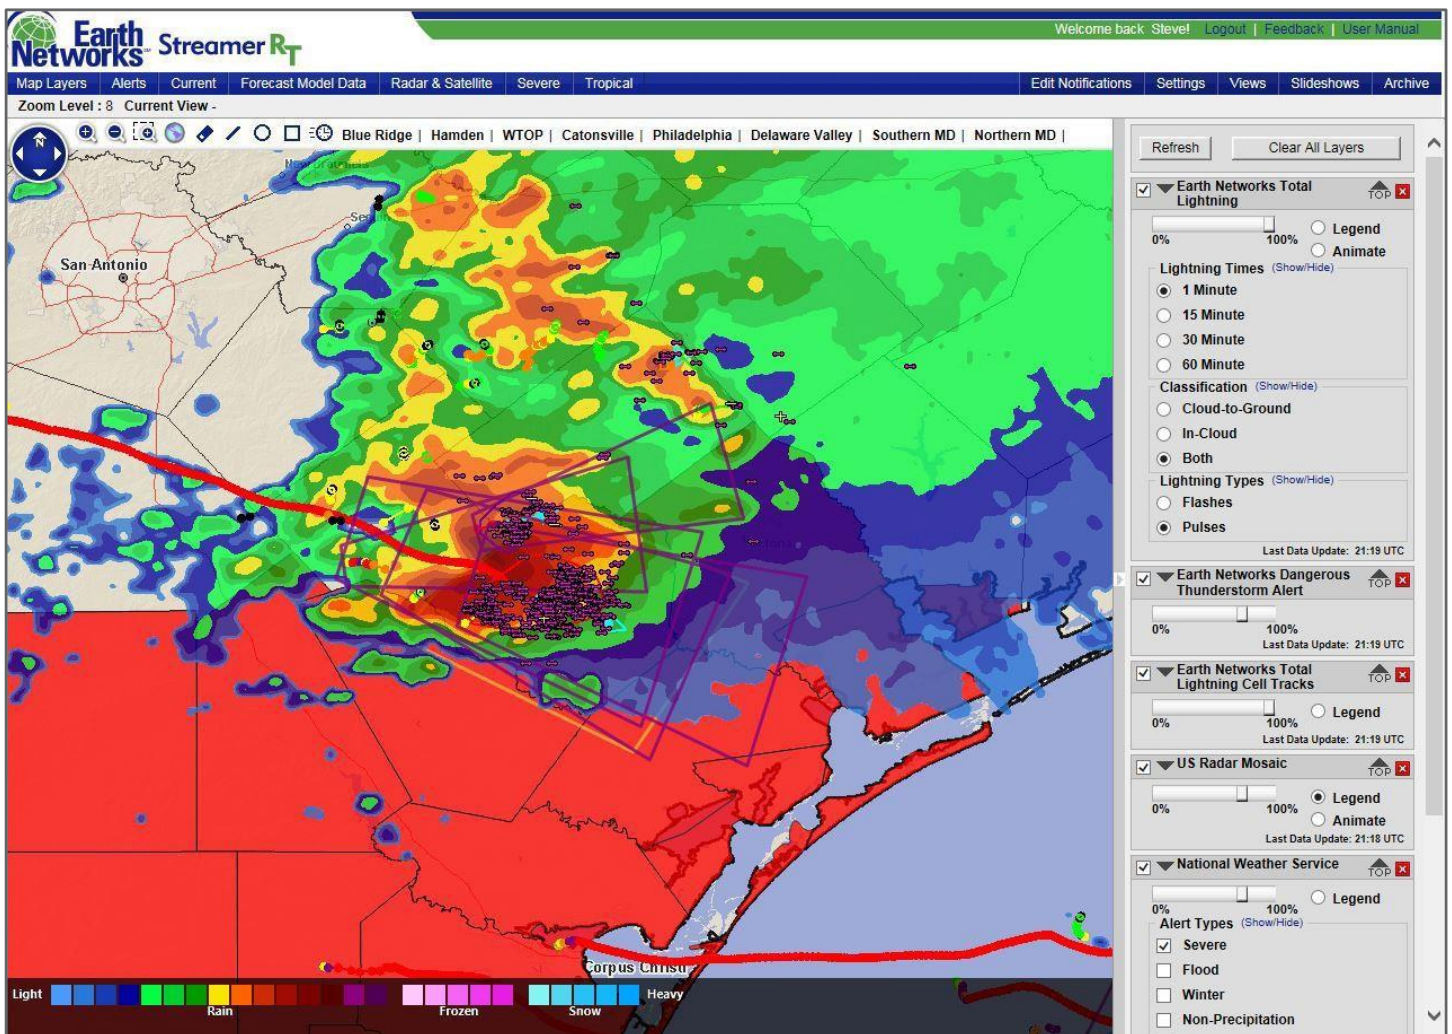 Earth
Networks
Streamer RT
Welcome back Steve! Logout | Feedback | User Manual
Map Layers Alerts Current Forecast Model Data Radar & Satellite Severe Tropical Edit Notifications Settings Views Slideshows Archive
Zoom Level : 8 Current View -
N
Blue Ridge | Hamden | WTOP | Catonsville | Philadelphia | Delaware Valley | Southern MD | Northern MD |
San Antonio
Corpus Christi
Light
Heavy
Rain
Frozen
Snow
Refresh
Clear All Layers
Earth Networks Total
Lightning
TOP
0% 100%
Legend
Animate
Lightning Times (Show/Hide)
1 Minute
15 Minute
30 Minute
60 Minute
Classification (Show/Hide)
Cloud-to-Ground
In-Cloud
Both
Lightning Types (Show/Hide)
Flashes
Pulses
Last Data Update: 21:19 UTC
Earth Networks Dangerous
Thunderstorm Alert
TOP
0% 100%
Last Data Update: 21:19 UTC
Earth Networks Total
Lightning Cell Tracks
TOP
0% 100%
Legend
Last Data Update: 21:19 UTC
US Radar Mosaic
TOP
0% 100%
Legend
Animate
Last Data Update: 21:18 UTC
National Weather Service
TOP
0% 100%
Legend
Alert Types (Show/Hide)
Severe
Flood
Winter
Non-Precipitation